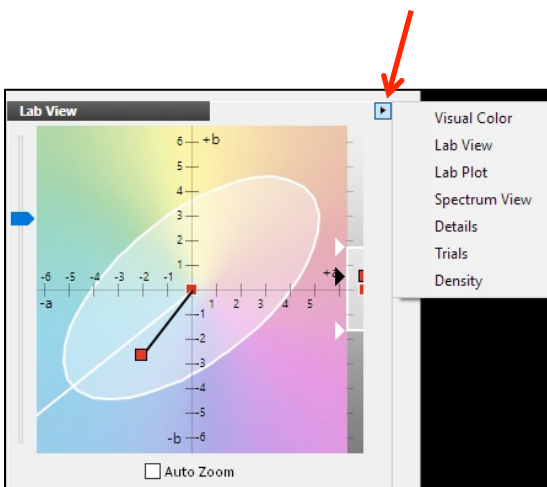 Lab View
Visual Color
Lab View
Lab Plot
Spectrum View
Details
Trials
Density
6 +b
5
4
3
2
1
-6 -5 -4 -3 -2 -1 +a
-a 1 2 3 4 5
-1
-2
-3
-4
-5
-b -6
Auto Zoom